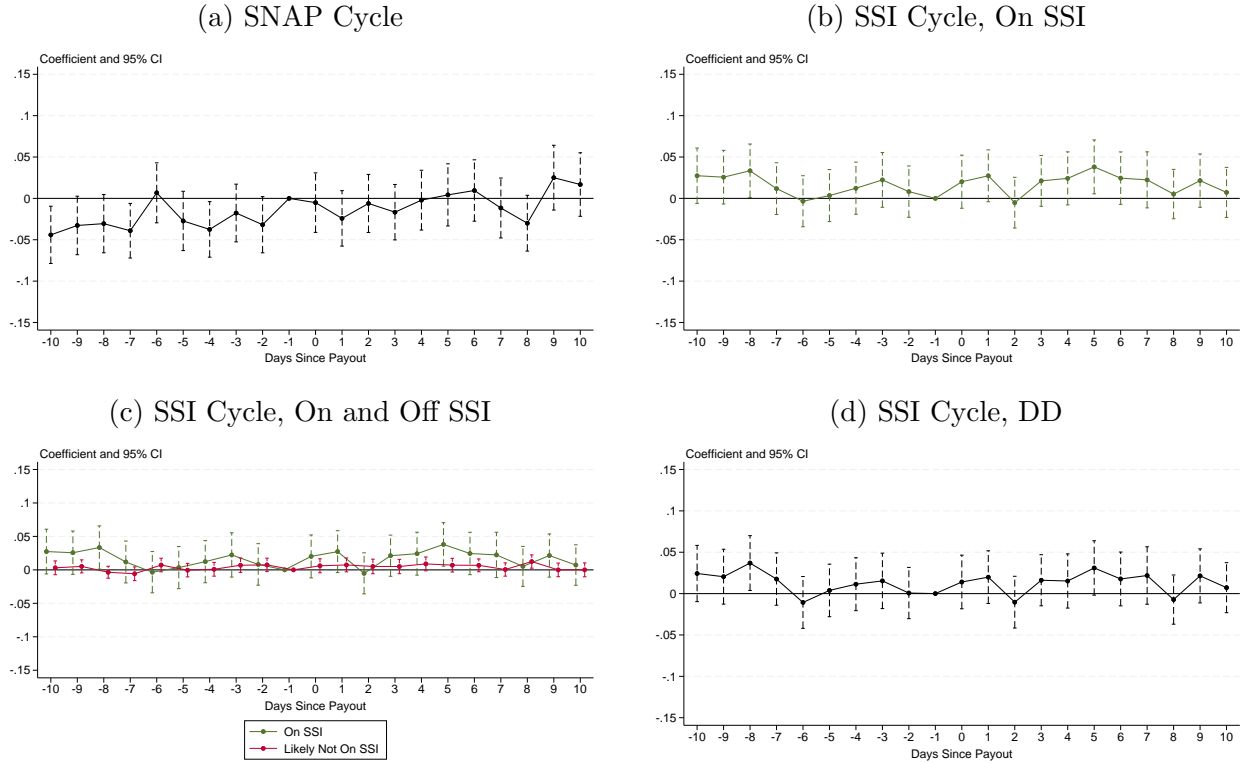 (a) SNAP Cycle
Coefficient and 95% CI
.15
.1
.05
0
-.05
-.1
-.15
-10 -9 -8 -7 -6 -5 -4 -3 -2 -1 0 1 2 3 4 5 6 7 8 9 10
Days Since Payout
(b) SSI Cycle, On SSI
Coefficient and 95% CI
.15
.1
.05
0
-.05
-.1
-.15
-10 -9 -8 -7 -6 -5 -4 -3 -2 -1 0 1 2 3 4 5 6 7 8 9 10
Days Since Payout
(c) SSI Cycle, On and Off SSI
Coefficient and 95% CI
.15
.1
.05
0
-.05
-.1
-.15
-10 -9 -8 -7 -6 -5 -4 -3 -2 -1 0 1 2 3 4 5 6 7 8 9 10
Days Since Payout
On SSI
Likely Not On SSI
(d) SSI Cycle, DD
Coefficient and 95% CI
.15
.1
.05
0
-.05
-.1
-.15
-10 -9 -8 -7 -6 -5 -4 -3 -2 -1 0 1 2 3 4 5 6 7 8 9 10
Days Since Payout